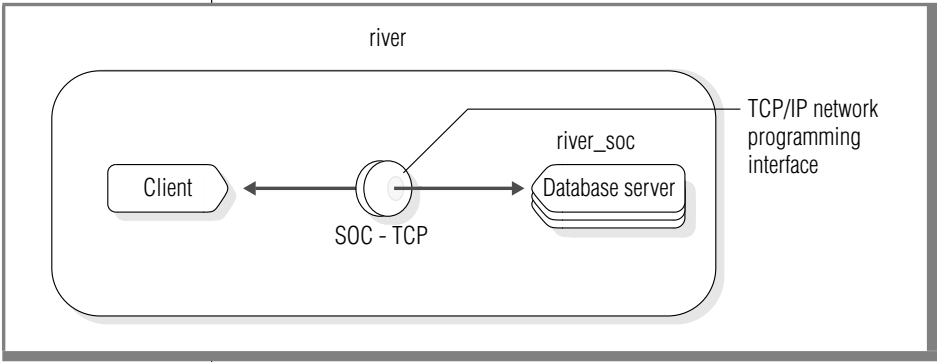 river
TCP/IP network
programming
interface
river_soc
Client
Database server
SOC - TCP